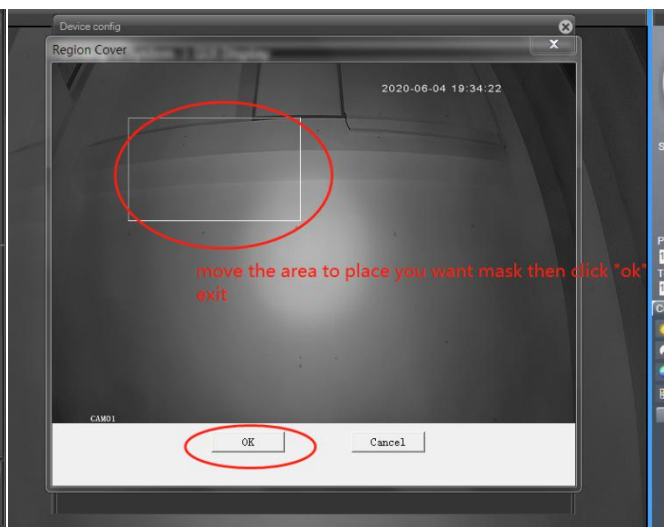 Device config
Region Cover
X
2020-06-04 19:34:22
move the area to place you want mask then click "ok"
exit
CAM01
OK
Cancel